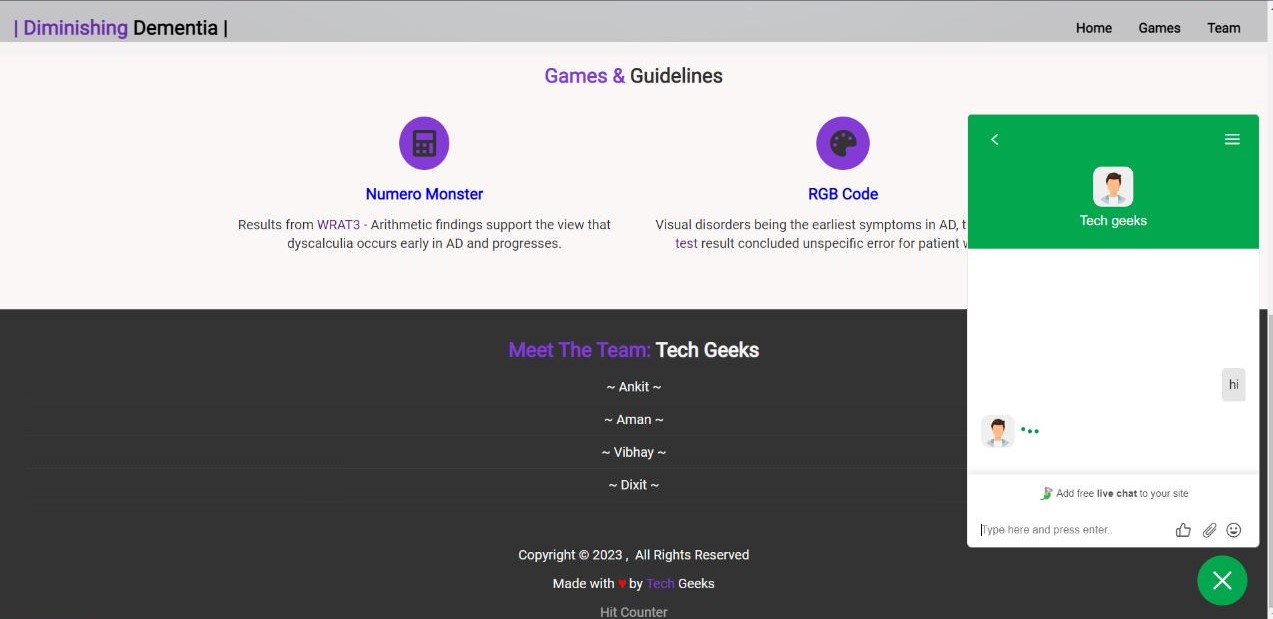 | Diminishing Dementia |
Home Games Team
Games & Guidelines
Numero Monster
Results from WRAT3 - Arithmetic findings support the view that
dyscalculia occurs early in AD and progresses.
RGB Code
Visual disorders being the earliest symptoms in AD, t
test result concluded unspecific error for patient
Meet The Team: Tech Geeks
~ Ankit ~
~ Aman ~
~ Vibhay ~
~ Dixit ~
Copyright © 2023 , All Rights Reserved
Made with ♥ by Tech Geeks
Hit Counter
Tech geeks
hi
Add free live chat to your site
Type here and press enter..